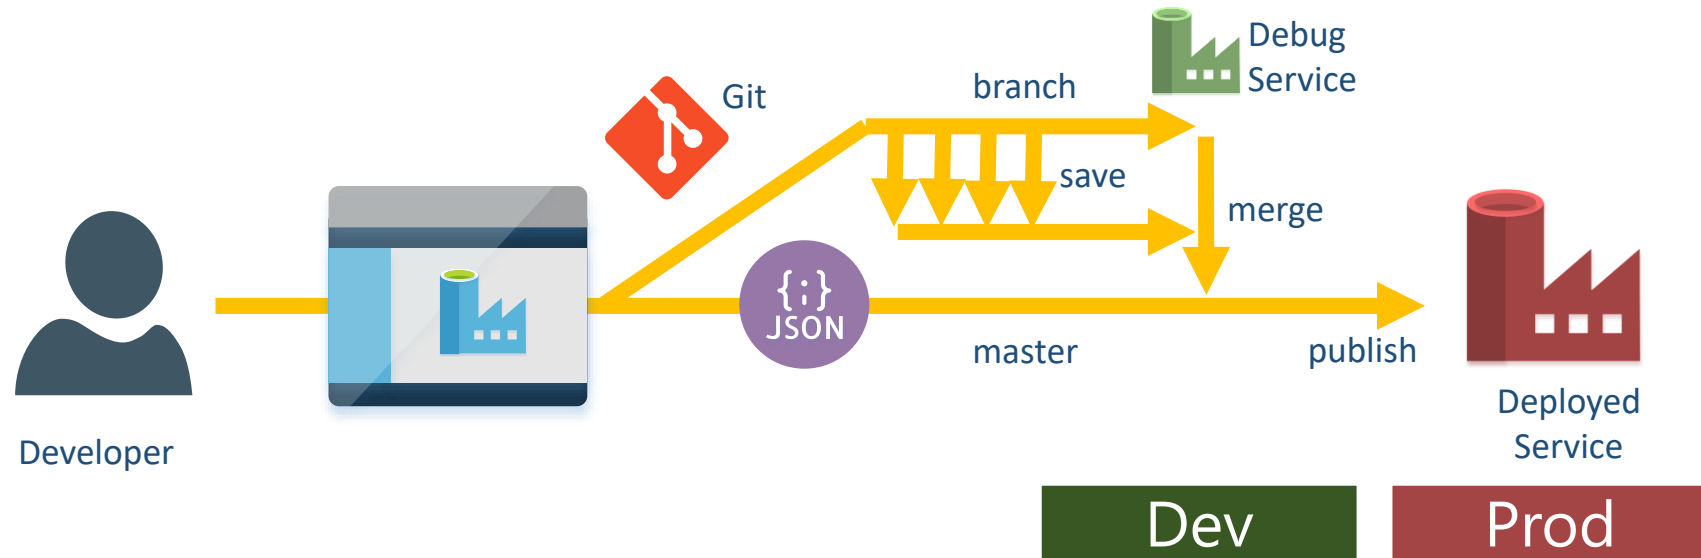 Debug
Service
Git
branch
save
merge
{;}
JSON
master
publish
Developer
Deployed
Service
Dev
Prod